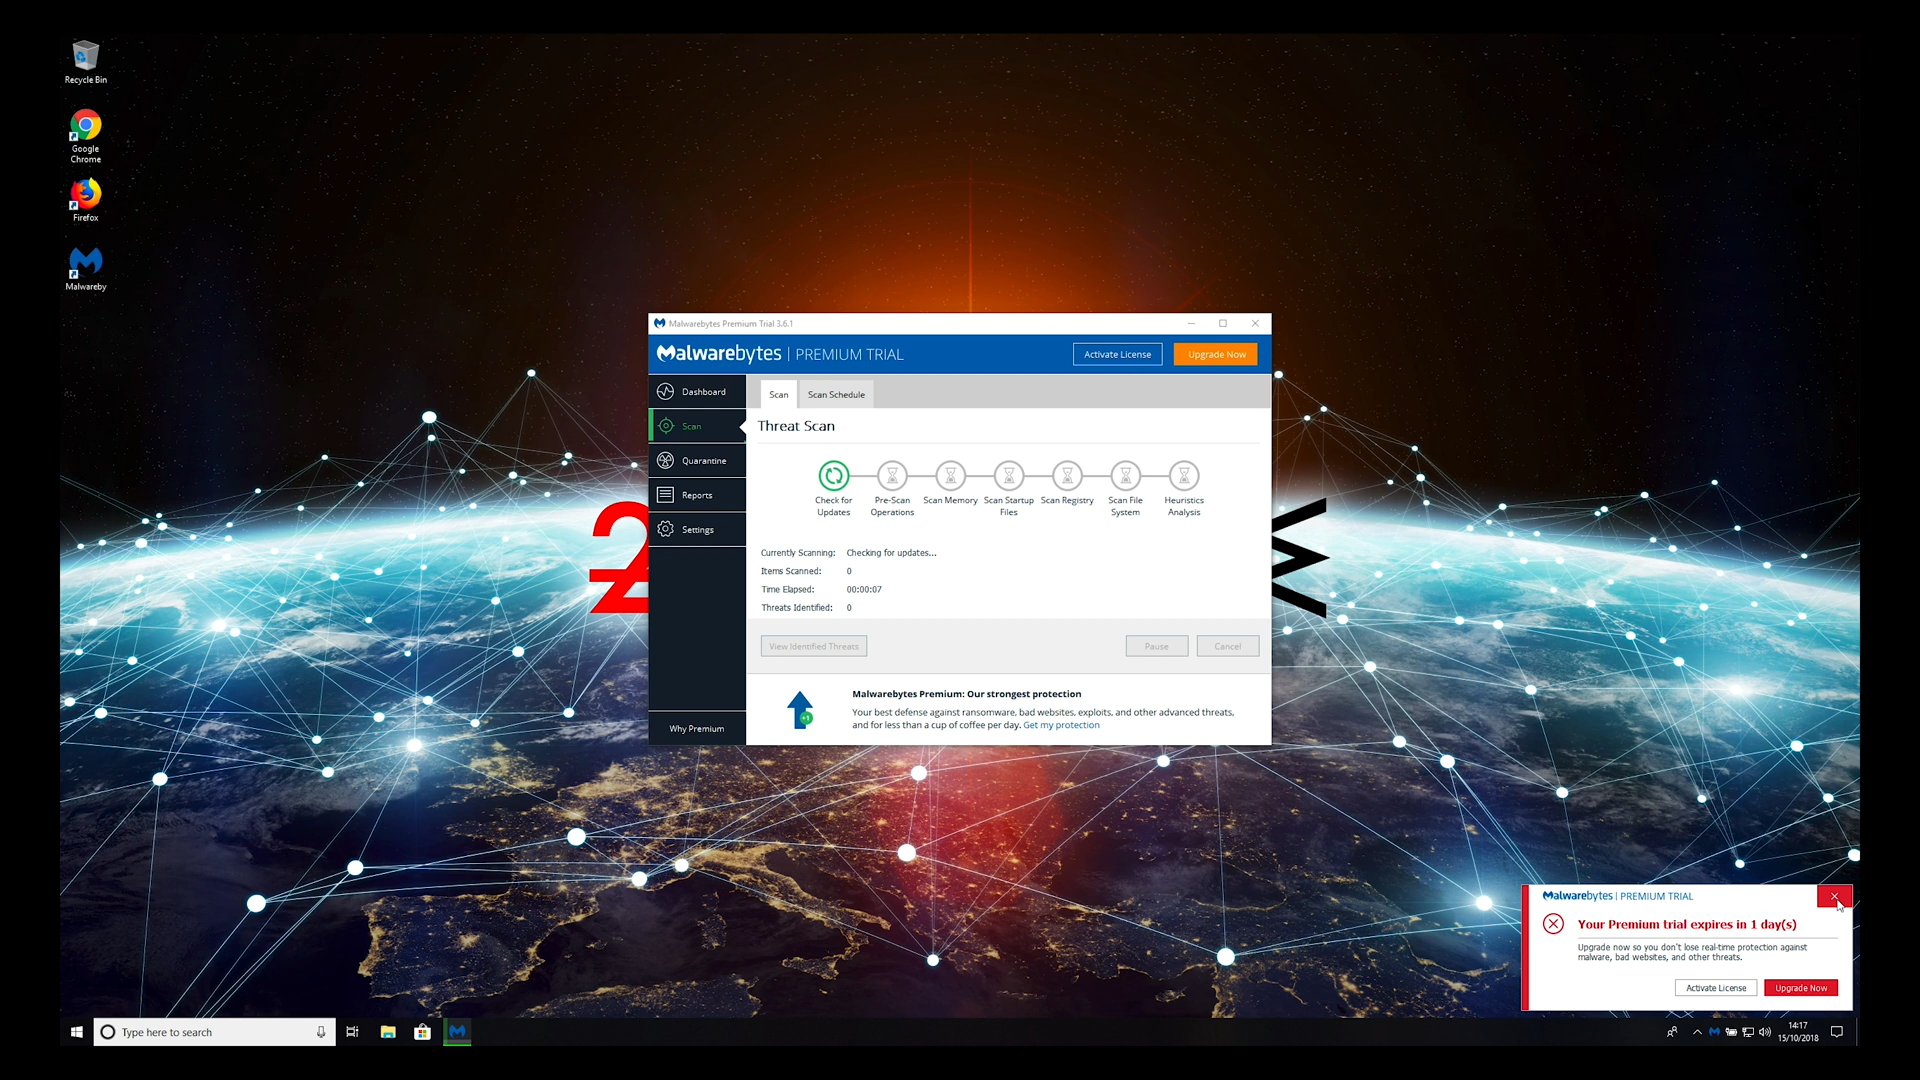 Recycle Bin
Google
Chrome
Firefox
Malwareby
Malwarebytes Premium Trial 3.6.1
Malwarebytes | PREMIUM TRIAL
Activate License
Upgrade Now
Dashboard
Scan
Quarantine
Reports
Settings
Why Premium
Scan
Scan Schedule
Threat Scan
Check for
Updates
Pre-Scan
Operations
Scan Memory
Scan Startup
Files
Scan Registry
Scan File
System
Heuristics
Analysis
Currently Scanning: Checking for updates...
Items Scanned: 0
Time Elapsed: 00:00:07
Threats Identified: 0
View Identified Threats
Pause
Cancel
+1
Malwarebytes Premium: Our strongest protection
Your best defense against ransomware, bad websites, exploits, and other advanced threats,
and for less than a cup of coffee per day. Get my protection
Malwarebytes | PREMIUM TRIAL
Your Premium trial expires in 1 day(s)
Upgrade now so you don't lose real-time protection against
malware, bad websites, and other threats.
Activate License
Upgrade Now
Type here to search
14:17
15/10/2018